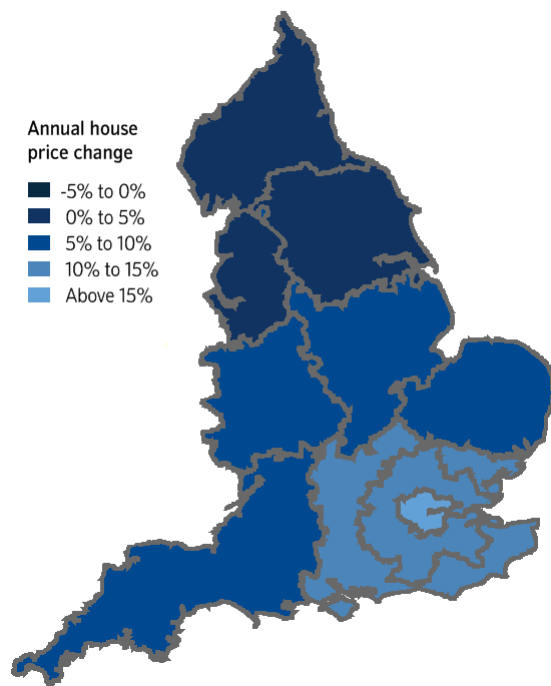 Annual house
price change
-5% to 0%
0% to 5%
5% to 10%
10% to 15%
Above 15%